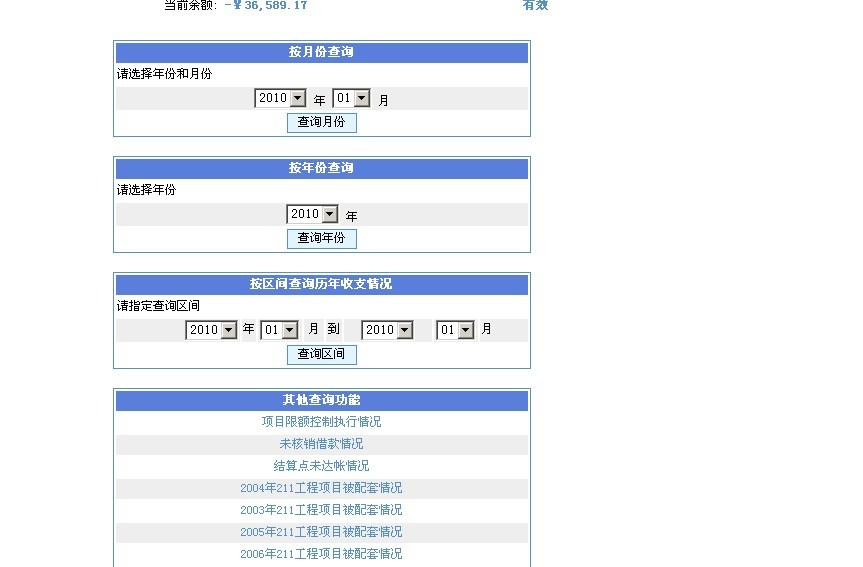 当前余额: -￥36,589.17 有效
按月份查询
请选择年份和月份
2010 年 01 月
查询月份
按年份查询
请选择年份
2010 年
查询年份
按区间查询历年收支情况
请指定查询区间
2010 年 01 月 到 2010 01 月
查询区间
其他查询功能
项目限额控制执行情况
未核销借款情况
结算点未达帐情况
2004年211工程项目被配套情况
2003年211工程项目被配套情况
2005年211工程项目被配套情况
2006年211工程项目被配套情况